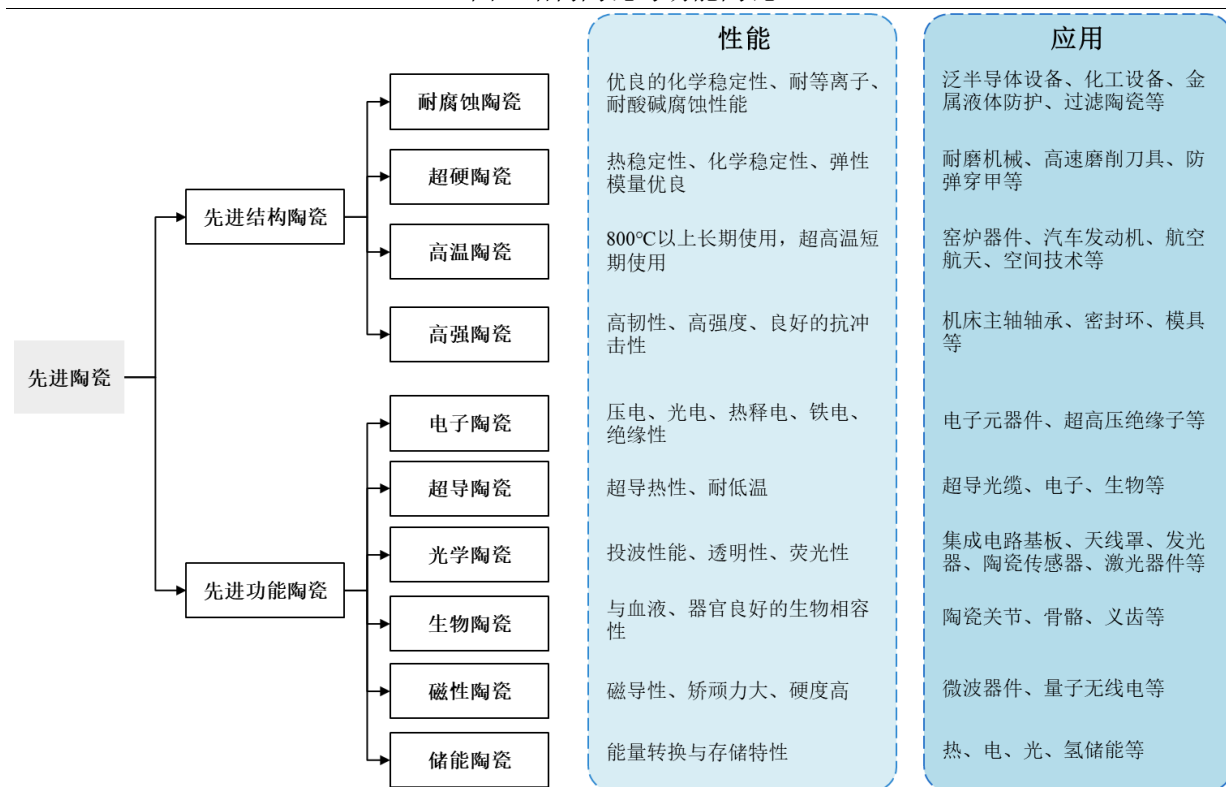 性能
应用
耐腐蚀陶瓷
优良的化学稳定性、耐等离子、
耐酸碱腐蚀性能
泛半导体设备、化工设备、金
属液体防护、过滤陶瓷等
超硬陶瓷
热稳定性、化学稳定性、弹性
模量优良
耐磨机械、高速磨削刀具、防
弹穿甲等
先进结构陶瓷
高温陶瓷
800℃以上长期使用，超高温短
期使用
窑炉器件、汽车发动机、航空
航天、空间技术等
高强陶瓷
高韧性、高强度、良好的抗冲
击性
机床主轴轴承、密封环、模具
等
先进陶瓷
电子陶瓷
压电、光电、热释电、铁电、
绝缘性
电子元器件、超高压绝缘子等
超导陶瓷
超导热性、耐低温
超导光缆、电子、生物等
光学陶瓷
投波性能、透明性、荧光性
集成电路基板、天线罩、发光
器、陶瓷传感器、激光器件等
先进功能陶瓷
生物陶瓷
与血液、器官良好的生物相容
性
陶瓷关节、骨骼、义齿等
磁性陶瓷
磁导性、矫顽力大、硬度高
微波器件、量子无线电等
储能陶瓷
能量转换与存储特性
热、电、光、氢储能等